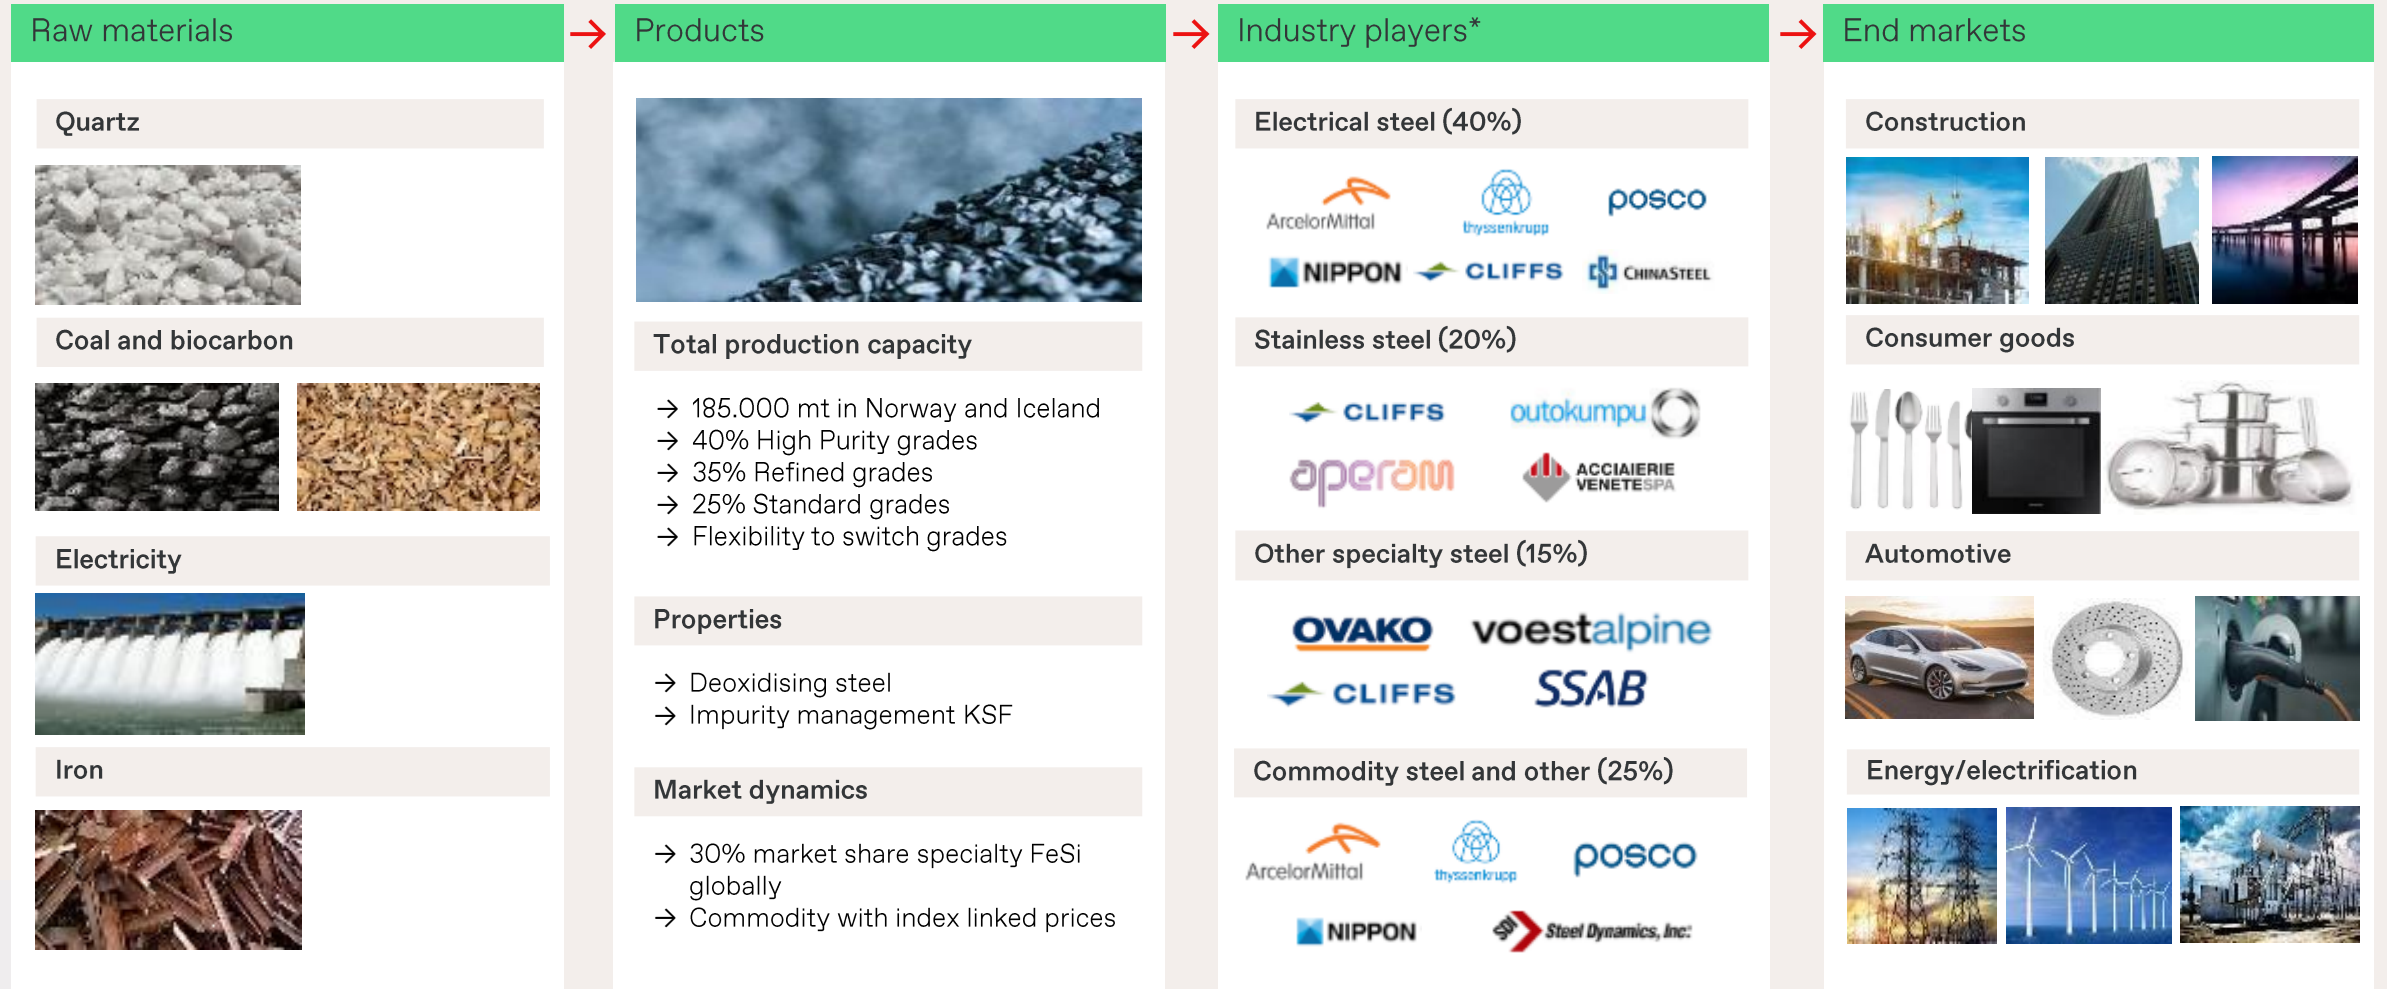 Raw materials
→
Products
→
Industry players*
→
End markets
Quartz
Coal and biocarbon
Electricity
Iron
Total production capacity
→ 185.000 mt in Norway and Iceland
→ 40% High Purity grades
→ 35% Refined grades
→ 25% Standard grades
→ Flexibility to switch grades
Properties
→ Deoxidising steel
→ Impurity management KSF
Market dynamics
→ 30% market share specialty FeSi
globally
→ Commodity with index linked prices
Electrical steel (40%)
ArcelorMittal
thyssenkrupp
posco
NIPPON
CLIFFS
CHINASTEEL
Stainless steel (20%)
CLIFFS
outokumpu
aperam
ACCIAIERIE
VENETESPA
Other specialty steel (15%)
OVAKO
voestalpine
CLIFFS
SSAB
Commodity steel and other (25%)
ArcelorMittal
thyssenkrupp
posco
NIPPON
SDI
Steel Dynamics, Inc.
Construction
Consumer goods
Automotive
Energy/electrification